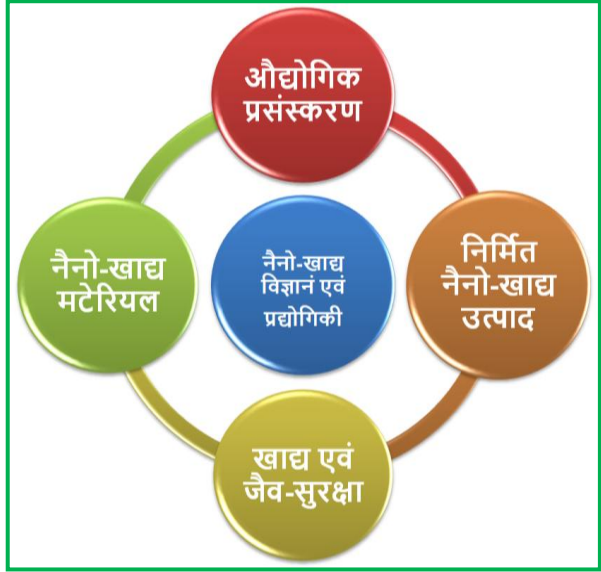 औद्योगिक
प्रसंस्करण
नैनो-खाद्य
मटेरियल
नैनो-खाद्य
विज्ञानं एवं
प्रद्योगिकी
निर्मित
नैनो-खाद्य
उत्पाद
खाद्य एवं
जैव-सुरक्षा